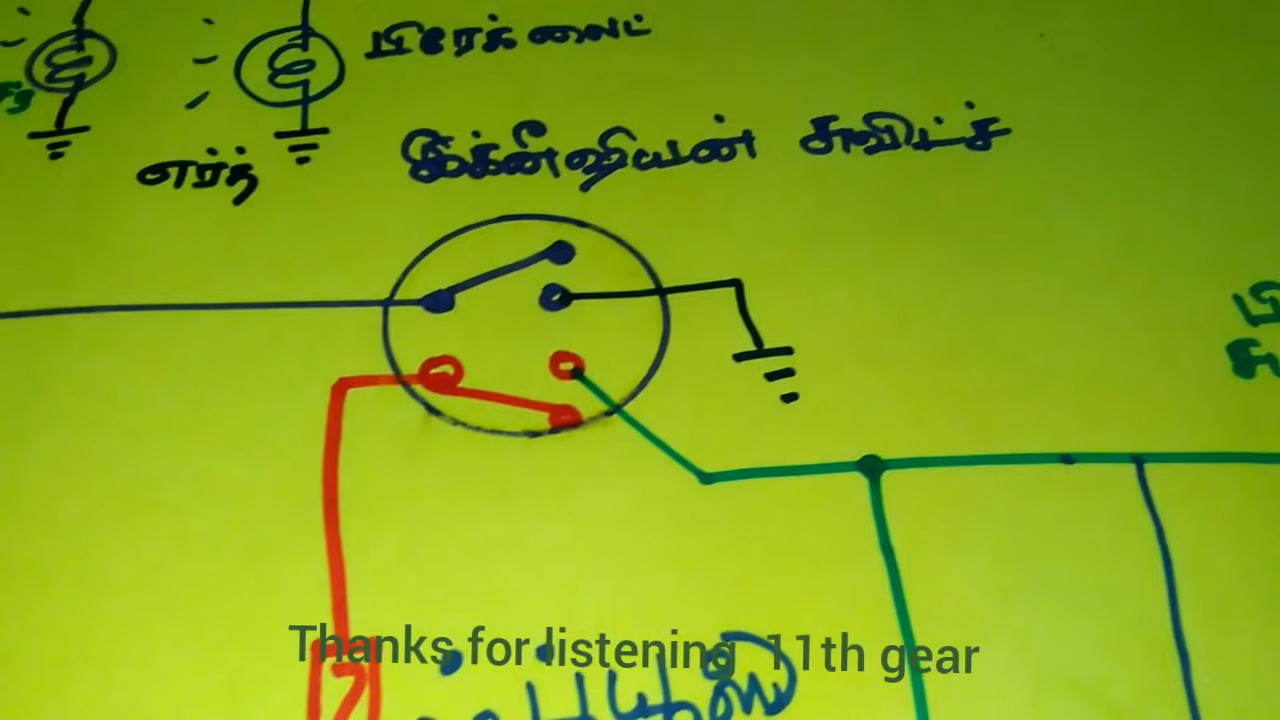 பிரேக் லைட்
இக்னீஷியன் சுவிட்ச்
எர்த்
Thanks for listening 11th gear